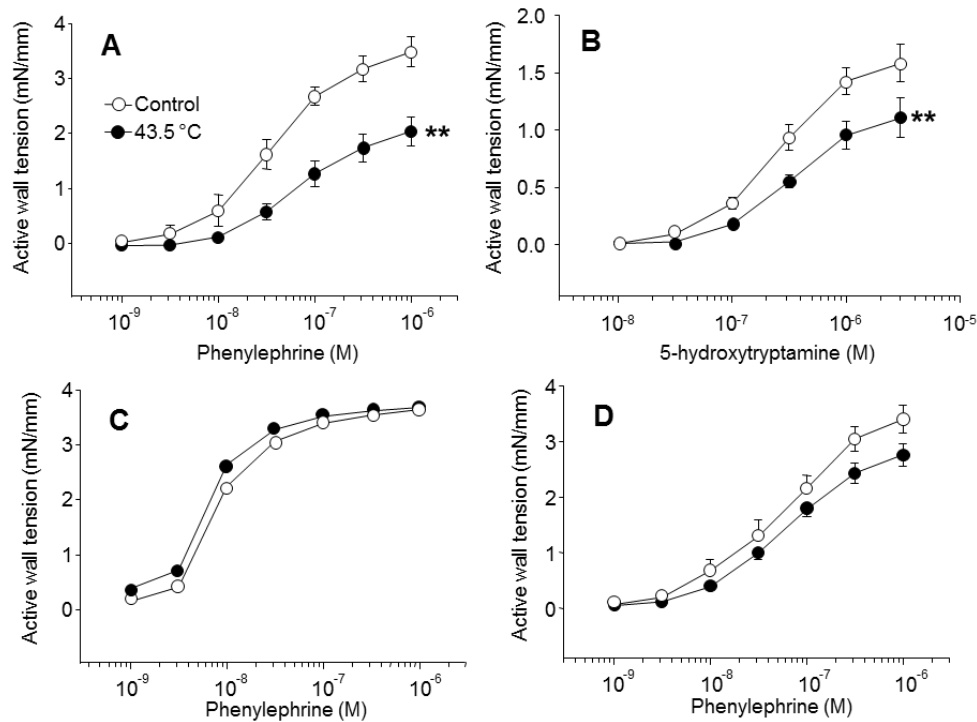 A
Active wall tension (mN/mm)
4
3
2
1
0
Control
43.5 °C
**
10⁻⁹
10⁻⁸
10⁻⁷
10⁻⁶
Phenylephrine (M)
B
Active wall tension (mN/mm)
2.0
1.5
1.0
0.5
0.0
**
10⁻⁸
10⁻⁷
10⁻⁶
10⁻⁵
5-hydroxytryptamine (M)
C
Active wall tension (mN/mm)
4
3
2
1
0
10⁻⁹
10⁻⁸
10⁻⁷
10⁻⁶
Phenylephrine (M)
D
Active wall tension (mN/mm)
4
3
2
1
0
10⁻⁹
10⁻⁸
10⁻⁷
10⁻⁶
Phenylephrine (M)